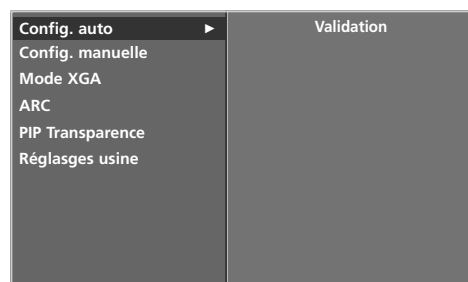 Config. auto ►
Validation
Config. manuelle
Mode XGA
ARC
PIP Transparence
Réglasges usine